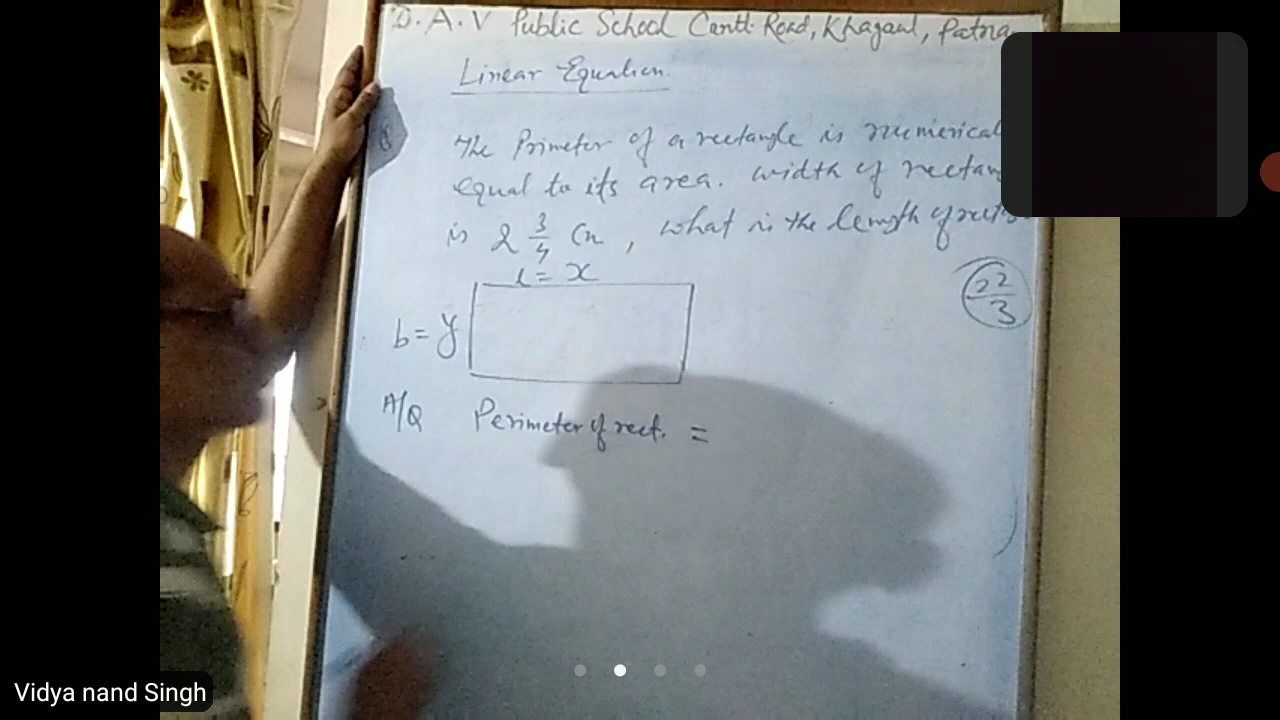 D.A.V Public School Cantt. Road, Khagaul, Patna
Linear Equation.
Q The Primeter of a rectangle is numerical
equal to its area. width of rectan
is 2 3/4 Cm, what is the length of rect
l = x
b = y
22/3
A/Q Perimeter of rect. =
Vidya nand Singh